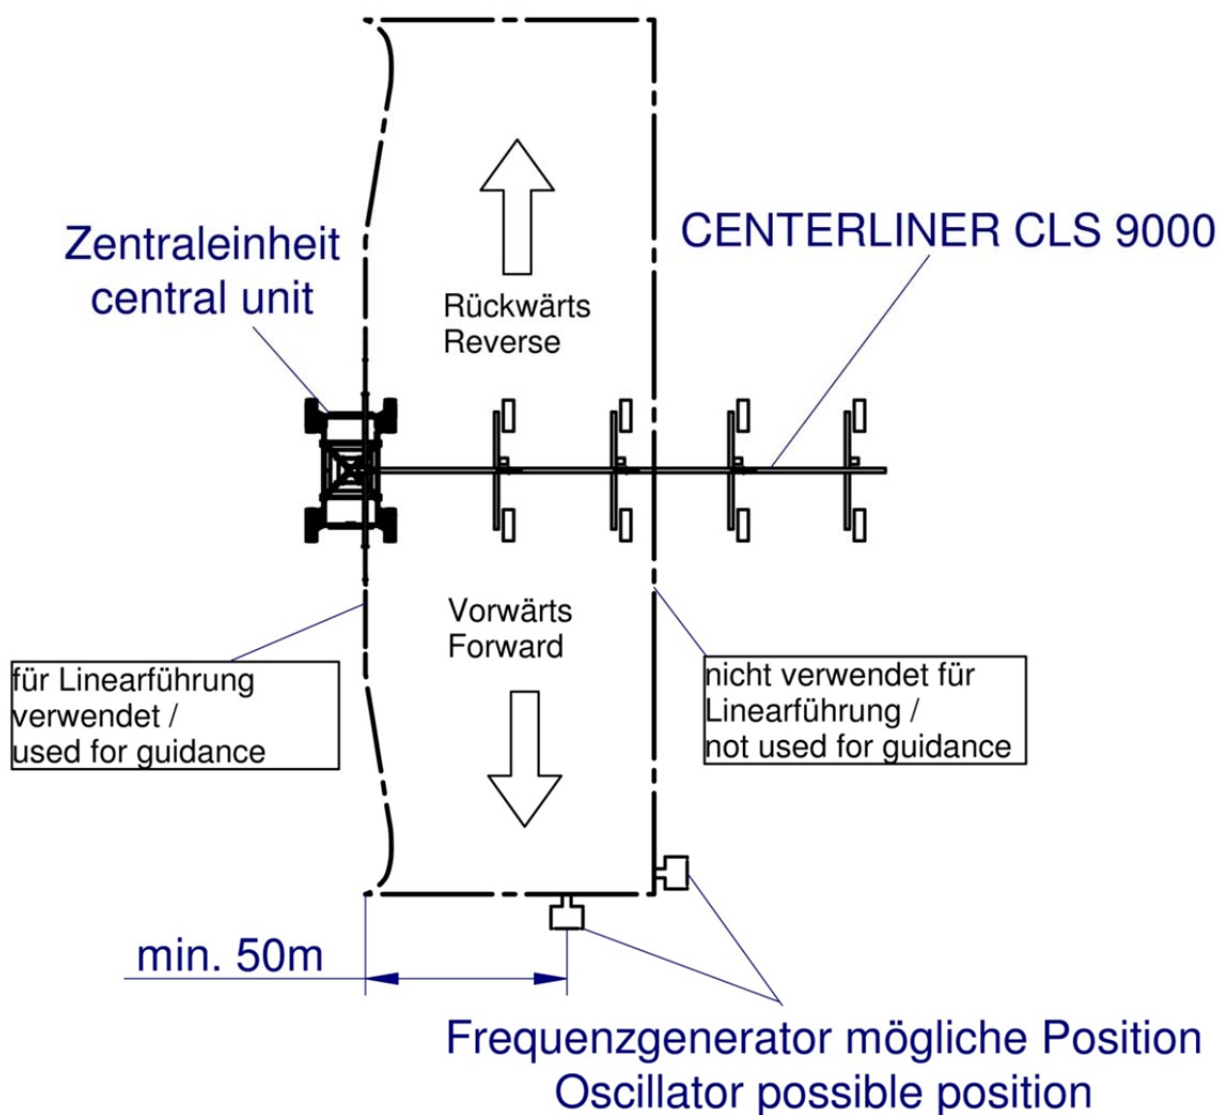 Zentraleinheit
central unit
CENTERLINER CLS 9000
Rückwärts
Reverse
Vorwärts
Forward
für Linearführung
verwendet /
used for guidance
nicht verwendet für
Linearführung /
not used for guidance
min. 50m
Frequenzgenerator mögliche Position
Oscillator possible position